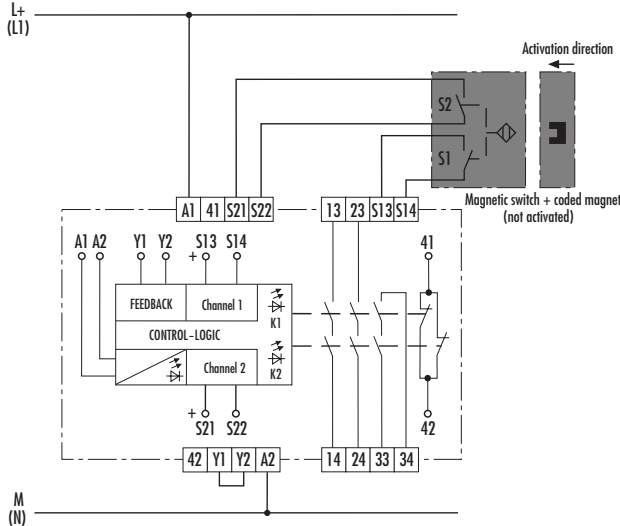 L+
(L1)
Activation direction
S2
S1
Magnetic switch + coded magnet
(not activated)
A1 41 S21 S22
13 23 S13 S14
A1 A2 Y1 Y2 S13 S14
+
41
FEEDBACK Channel 1
K1
CONTROL-LOGIC
Channel 2
K2
+
S21 S22
42
42 Y1 Y2 A2
14 24 33 34
M
(N)